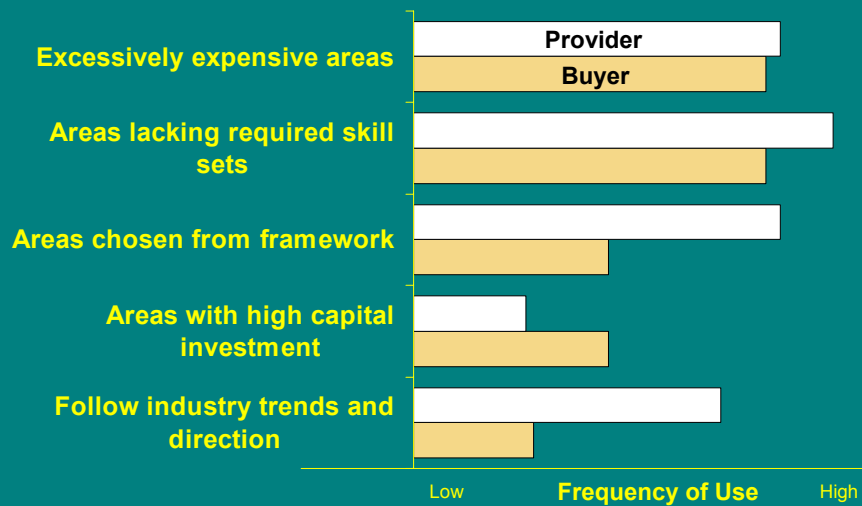 Excessively expensive areas
Provider
Buyer
Areas lacking required skill
sets
Areas chosen from framework
Areas with high capital
investment
Follow industry trends and
direction
Low Frequency of Use High